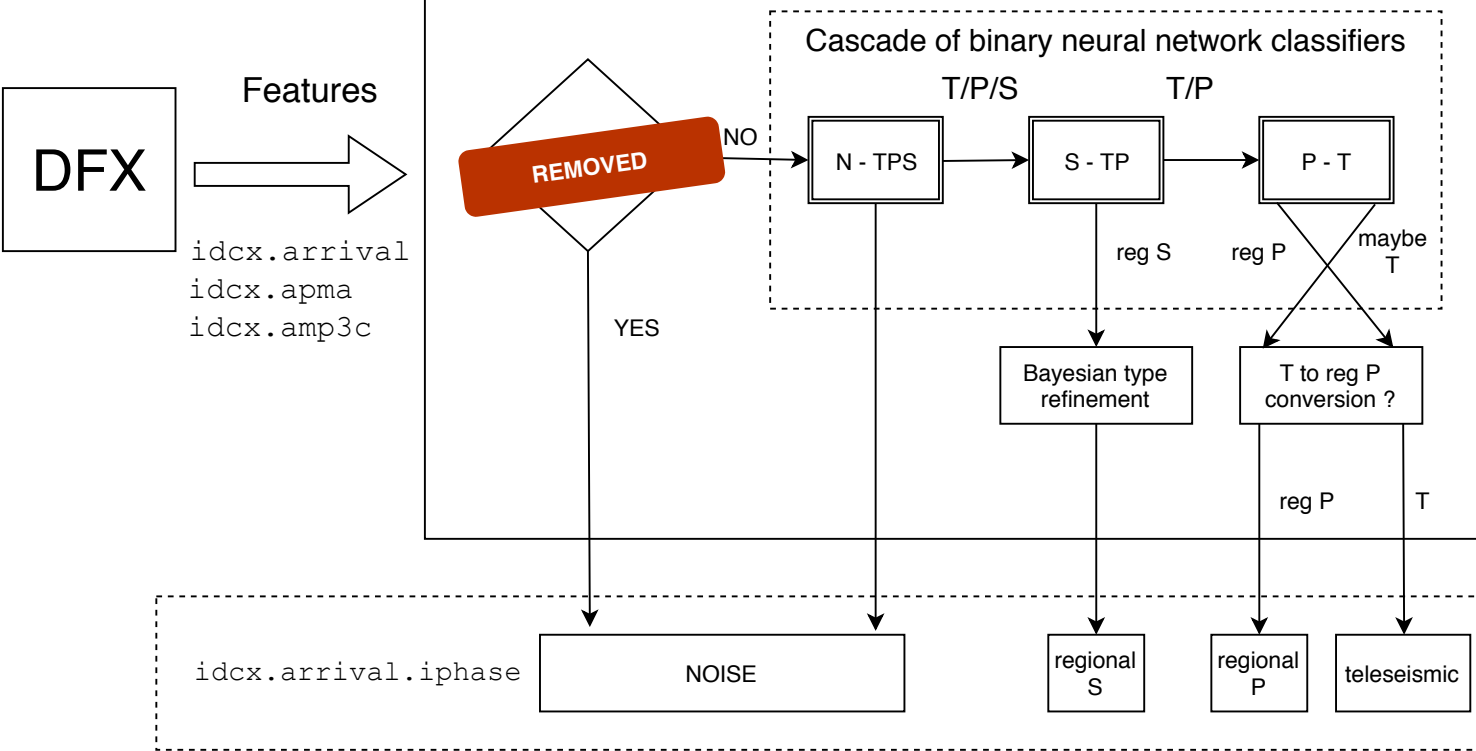 Cascade of binary neural network classifiers
T/P/S
T/P
Features
DFX
REMOVED
NO
N - TPS
S - TP
P - T
idcx.arrival
idcx.apma
idcx.amp3c
reg S
reg P
maybe
T
YES
Bayesian type
refinement
T to reg P
conversion ?
reg P
T
idcx.arrival.iphase
NOISE
regional
S
regional
P
teleseismic